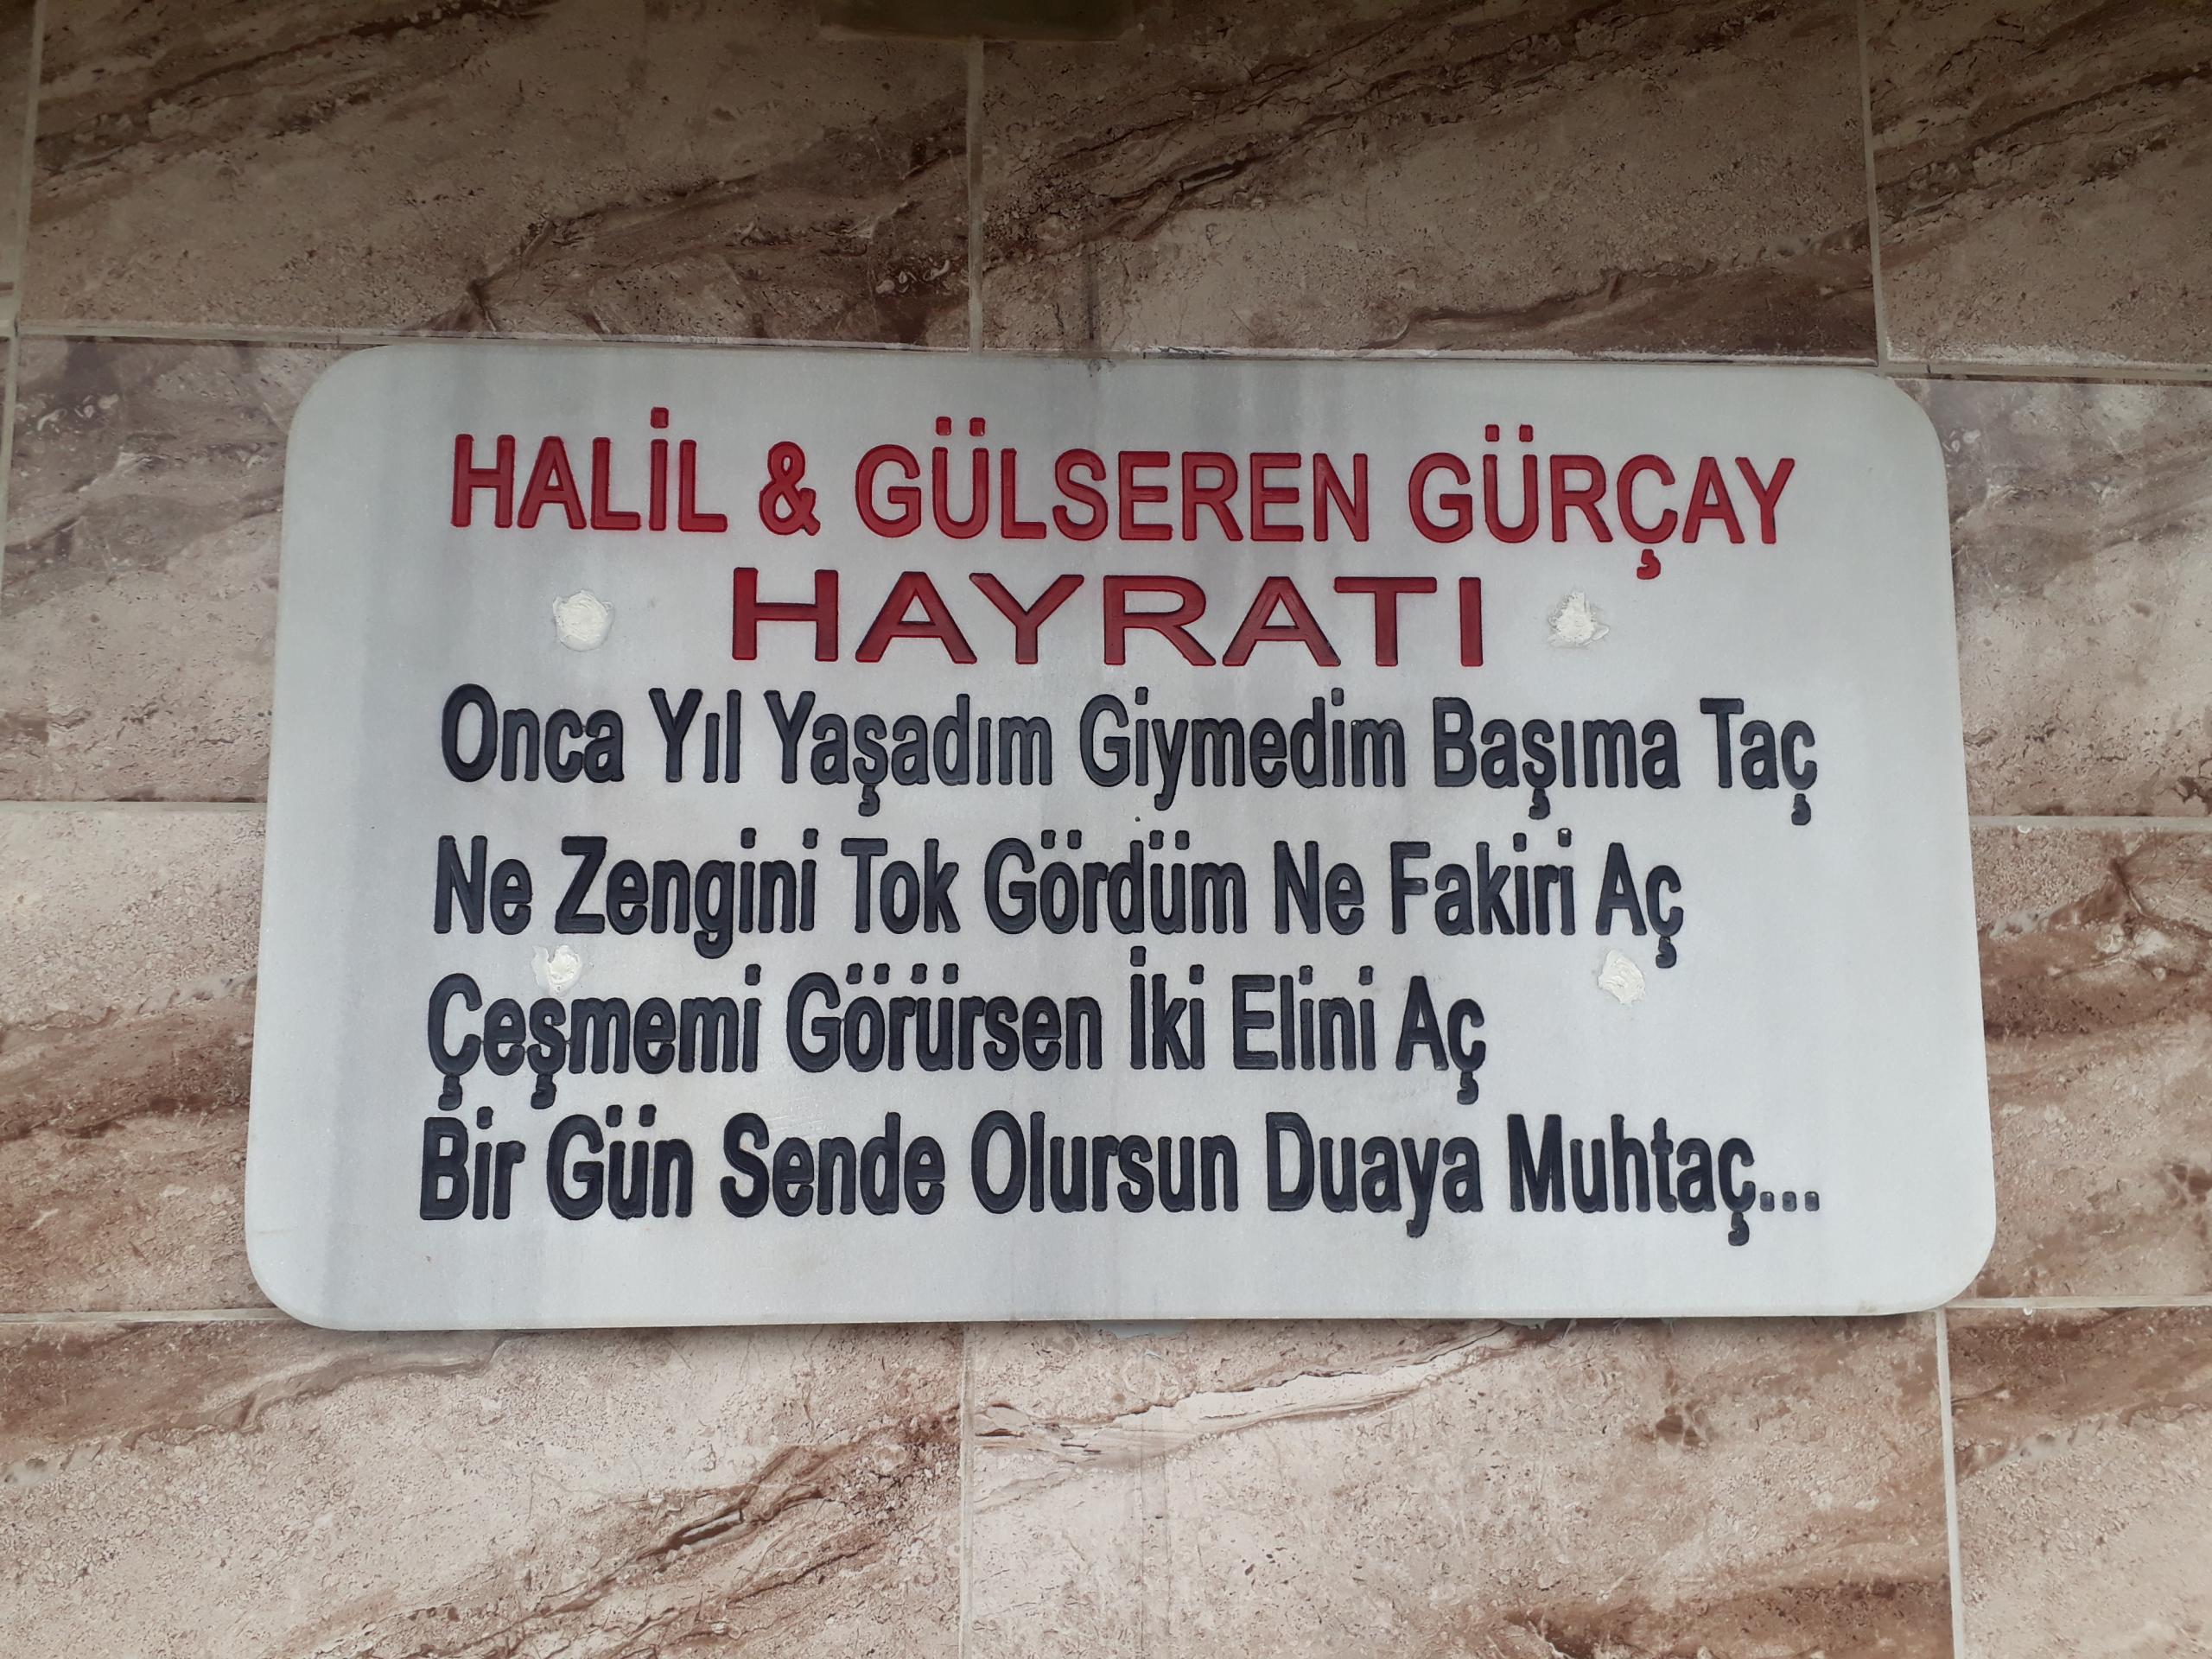 HALİL & GÜLSEREN GÜRÇAY
HAYRATI
Onca Yıl Yaşadım Giymedim Başıma Taç
Ne Zengini Tok Gördüm Ne Fakiri Aç
Çeşmemi Görürsen İki Elini Aç
Bir Gün Sende Olursun Duaya Muhtaç...